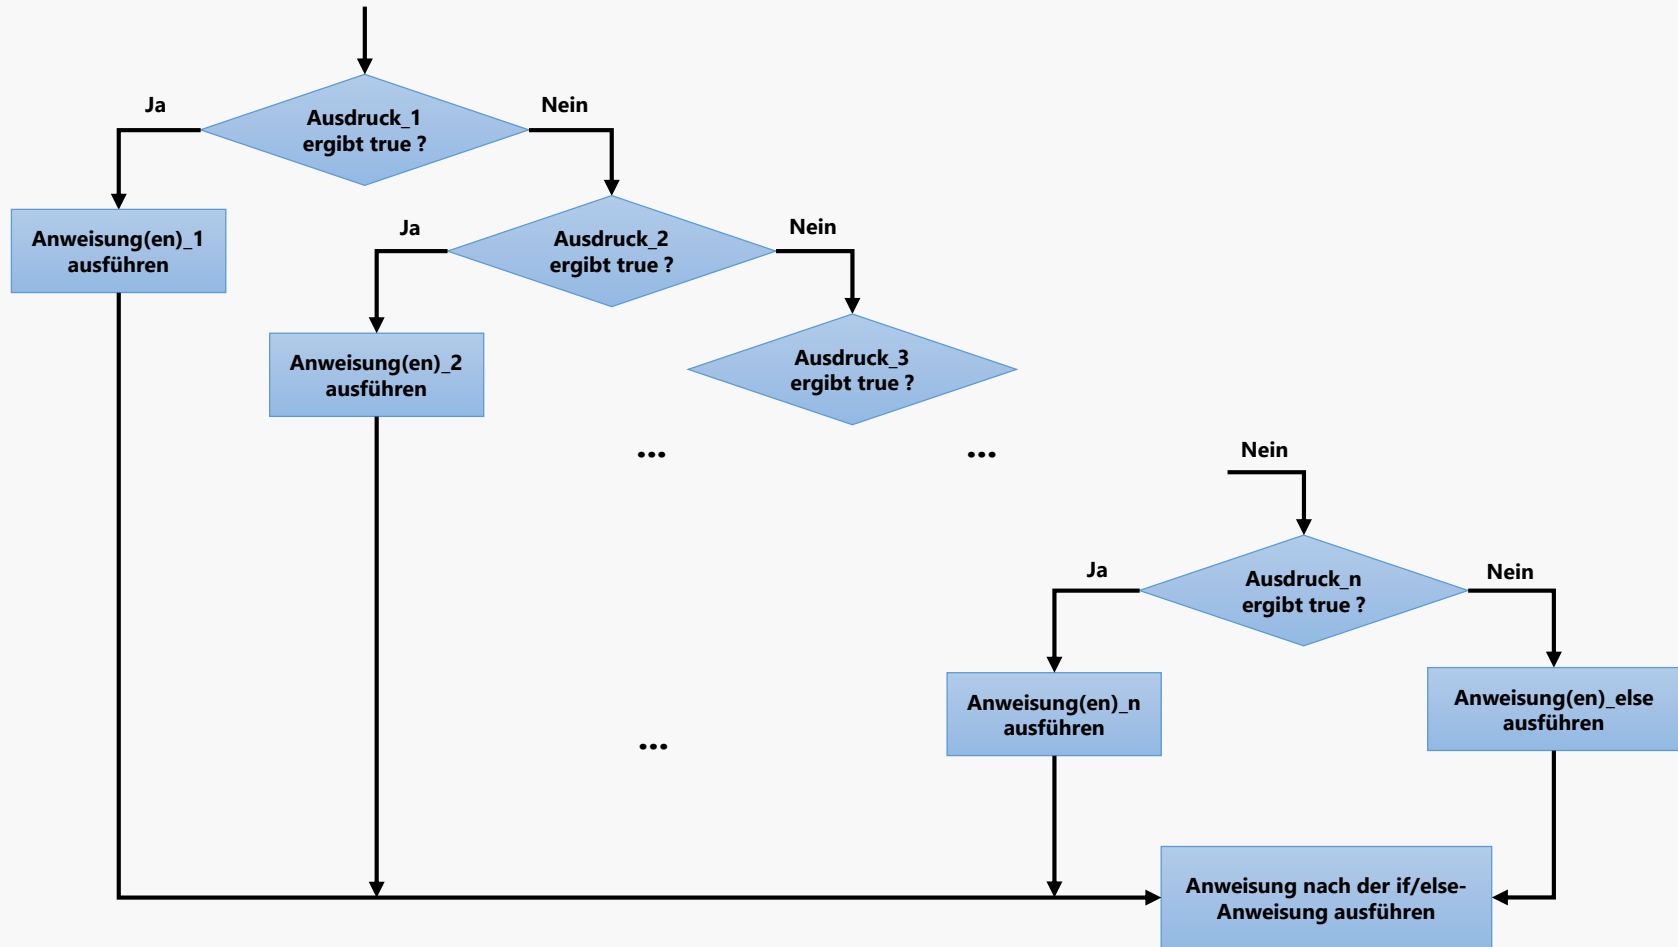 Ja
Ausdruck_1
ergibt true ?
Nein
Anweisung(en)_1
ausführen
Ja
Ausdruck_2
ergibt true ?
Nein
Anweisung(en)_2
ausführen
Ausdruck_3
ergibt true ?
...
...
Nein
Ja
Ausdruck_n
ergibt true ?
Nein
Anweisung(en)_n
ausführen
Anweisung(en)_else
ausführen
...
Anweisung nach der if/else-
Anweisung ausführen